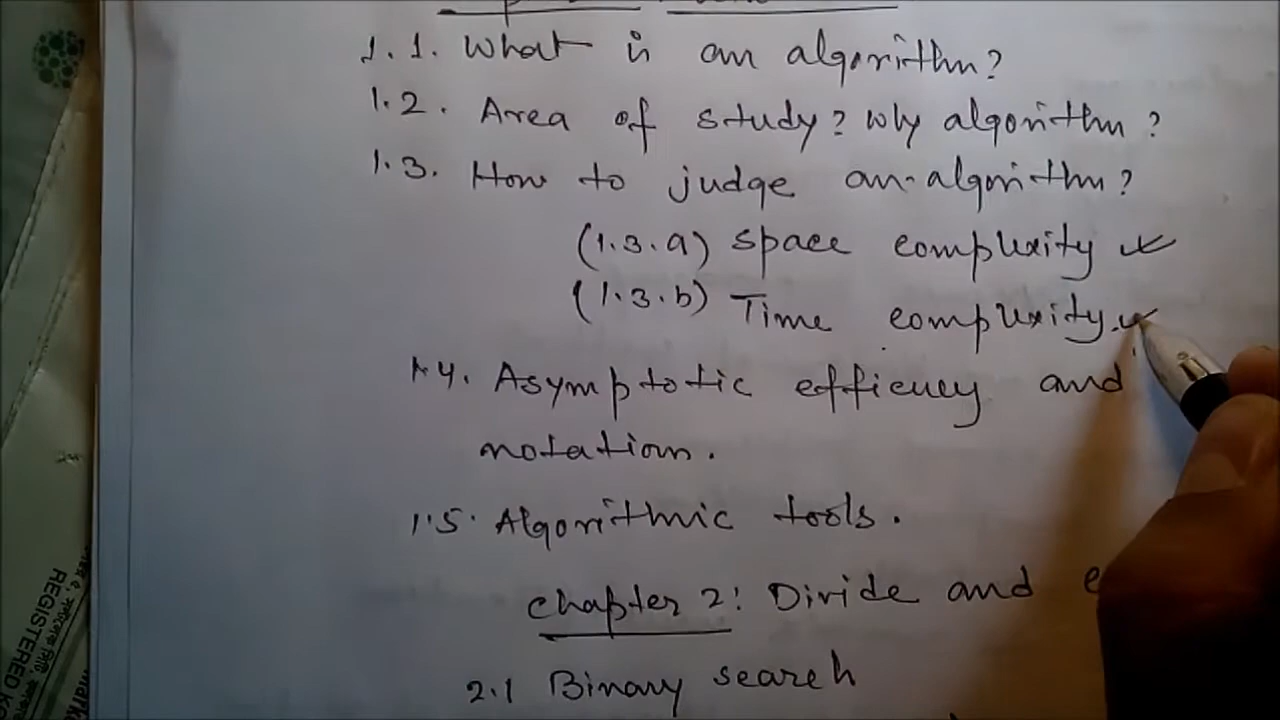 1.1. What is an algorithm?
1.2. Area of study? Why algorithm?
1.3. How to judge an algorithm?
(1.3.a) Space complexity
(1.3.b) Time complexity.
1.4. Asymptotic efficiency and
notation.
1.5. Algorithmic tools.
Chapter 2: Divide and
2.1 Binary search
REGISTERED